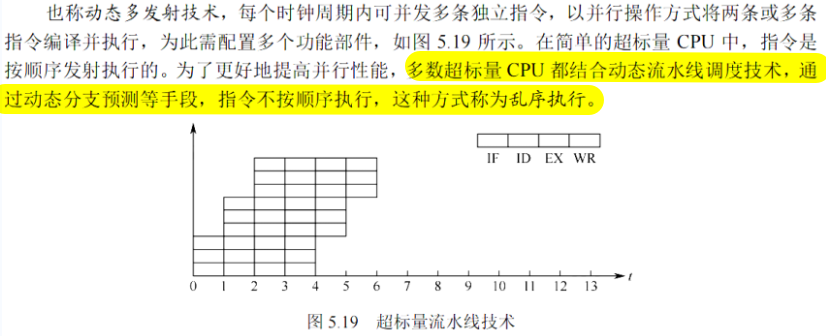 也称动态多发射技术，每个时钟周期内可并发多条独立指令，以并行操作方式将两条或多条
指令编译并执行，为此需配置多个功能部件，如图 5.19 所示。在简单的超标量 CPU 中，指令是
按顺序发射执行的。为了更好地提高并行性能，多数超标量 CPU 都结合动态流水线调度技术，通
过动态分支预测等手段，指令不按顺序执行，这种方式称为乱序执行。
IF ID EX WR
0 1 2 3 4 5 6 7 8 9 10 11 12 13 t
图 5.19 超标量流水线技术